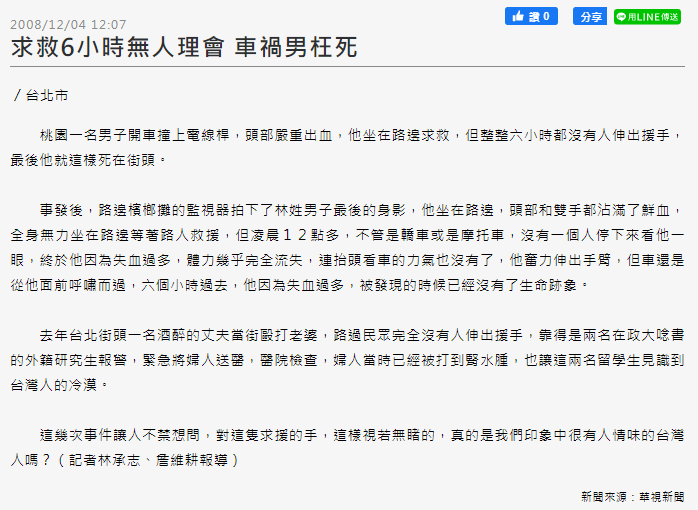 2008/12/04 12:07
讚 0
分享
用LINE傳送
求救6小時無人理會 車禍男枉死
／台北市
桃園一名男子開車撞上電線桿，頭部嚴重出血，他坐在路邊求救，但整整六小時都沒有人伸出援手，
最後他就這樣死在街頭。
事發後，路邊檳榔攤的監視器拍下了林姓男子最後的身影，他坐在路邊，頭部和雙手都沾滿了鮮血，
全身無力坐在路邊等著路人救援，但凌晨１２點多，不管是轎車或是摩托車，沒有一個人停下來看他一
眼，終於他因為失血過多，體力幾乎完全流失，連抬頭看車的力氣也沒有了，他奮力伸出手臂，但車還是
從他面前呼嘯而過，六個小時過去，他因為失血過多，被發現的時候已經沒有了生命跡象。
去年台北街頭一名酒醉的丈夫當街毆打老婆，路過民眾完全沒有人伸出援手，靠得是兩名在政大唸書
的外籍研究生報警，緊急將婦人送醫，醫院檢查，婦人當時已經被打到腎水腫，也讓這兩名留學生見識到
台灣人的冷漠。
這幾次事件讓人不禁想問，對這隻求援的手，這樣視若無睹的，真的是我們印象中很有人情味的台灣
人嗎？（記者林承志、詹維耕報導）
新聞來源：華視新聞